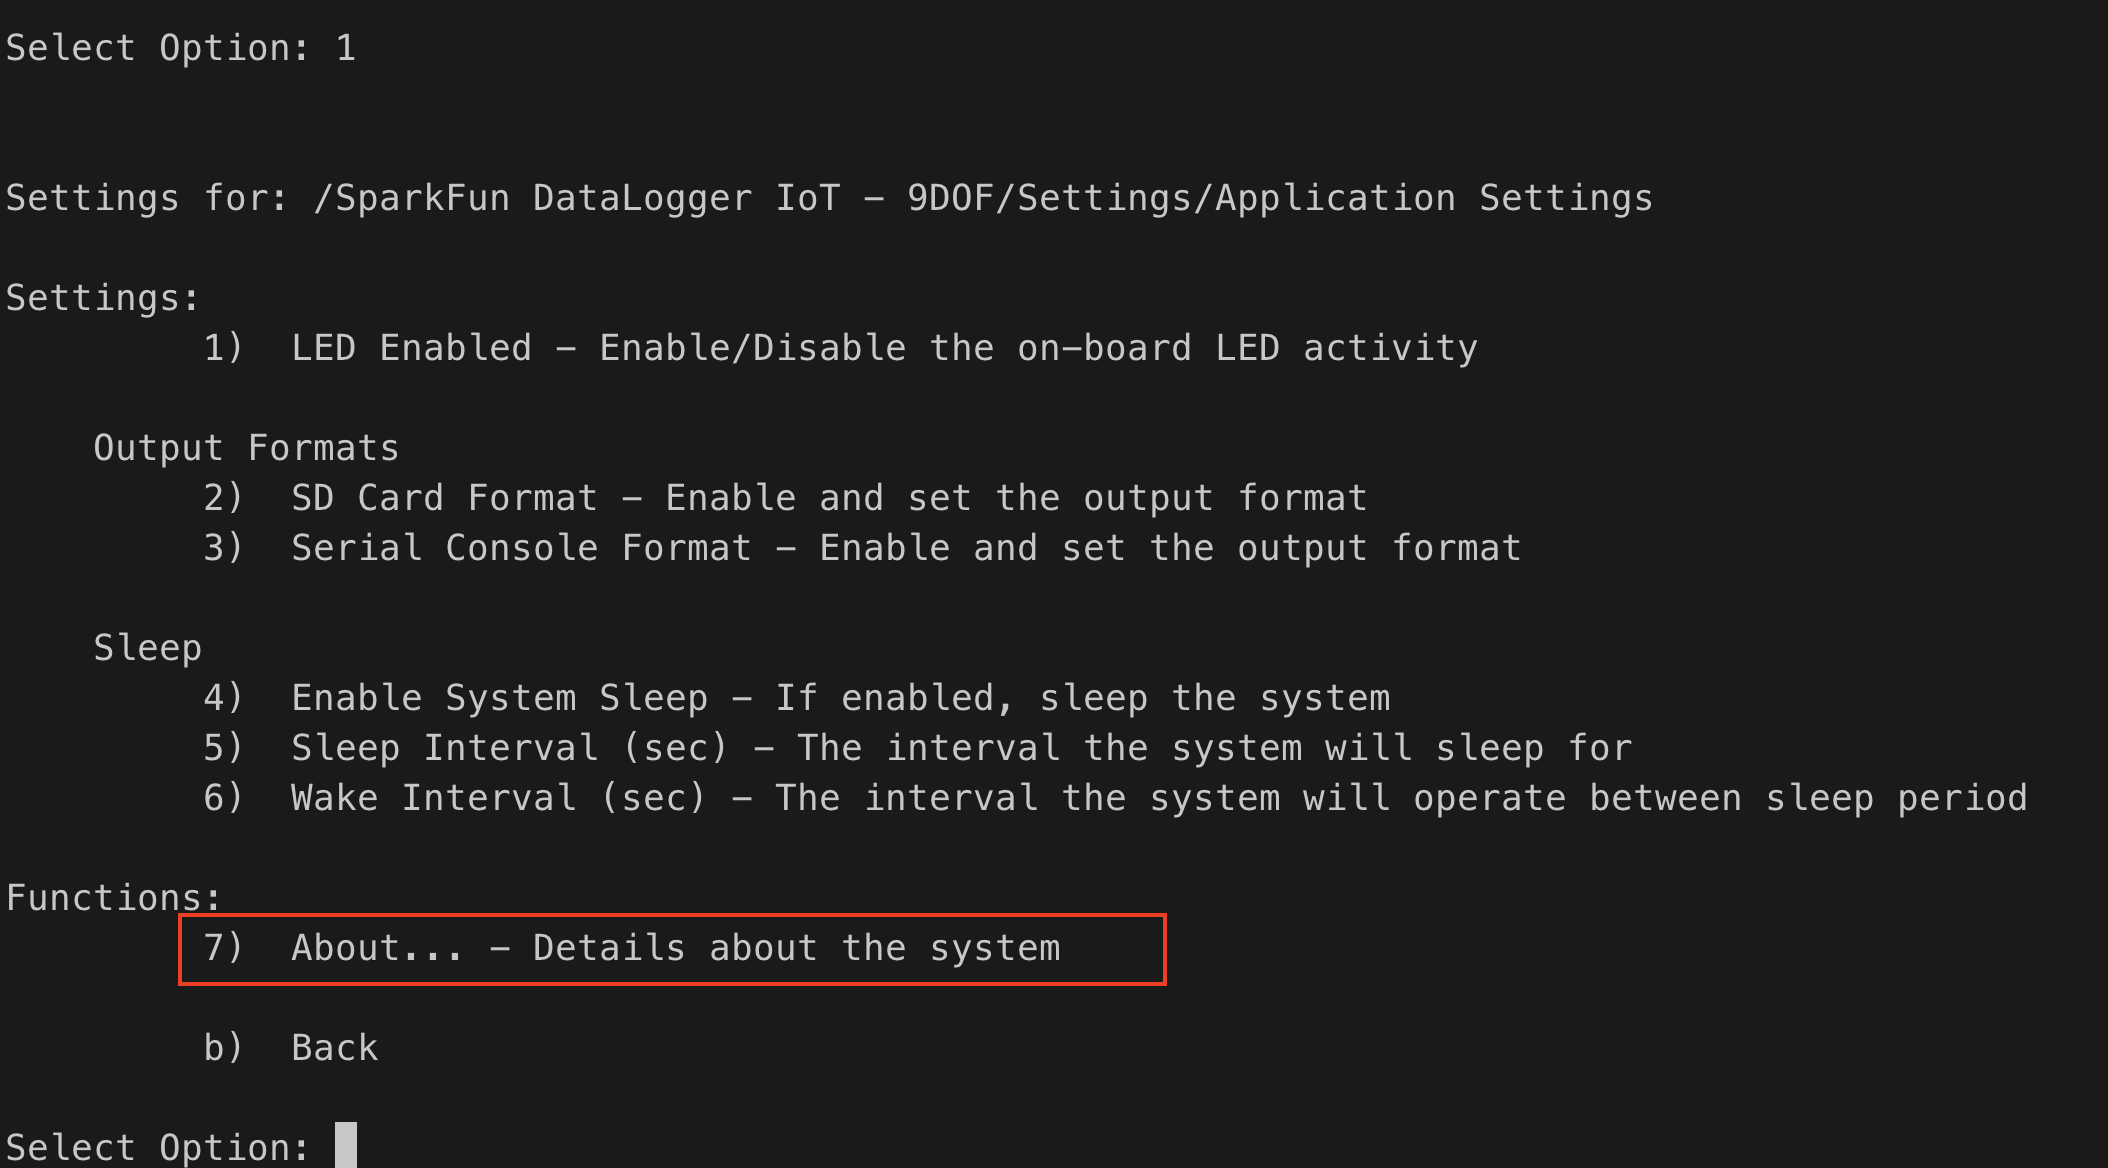 Select Option: 1
Settings for: /SparkFun DataLogger IoT – 9DOF/Settings/Application Settings
Settings:
1) LED Enabled – Enable/Disable the on–board LED activity
Output Formats
2) SD Card Format – Enable and set the output format
3) Serial Console Format – Enable and set the output format
Sleep
4) Enable System Sleep – If enabled, sleep the system
5) Sleep Interval (sec) – The interval the system will sleep for
6) Wake Interval (sec) – The interval the system will operate between sleep period
Functions:
7) About... – Details about the system
b) Back
Select Option: